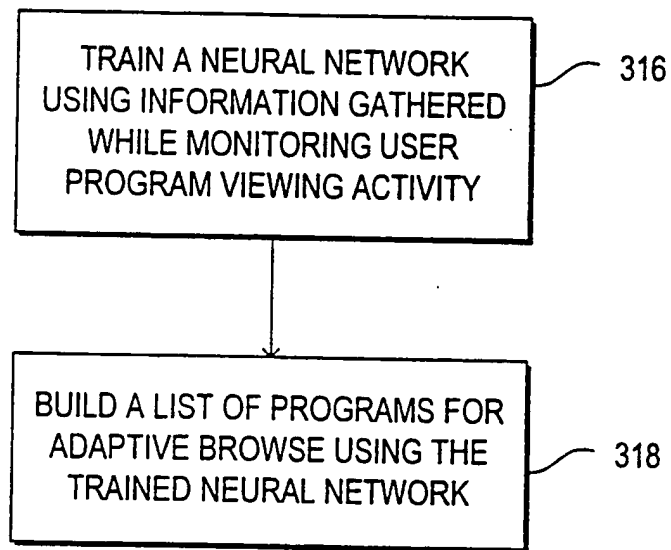 TRAIN A NEURAL NETWORK
USING INFORMATION GATHERED
WHILE MONITORING USER
PROGRAM VIEWING ACTIVITY
316
BUILD A LIST OF PROGRAMS FOR
ADAPTIVE BROWSE USING THE
TRAINED NEURAL NETWORK
318